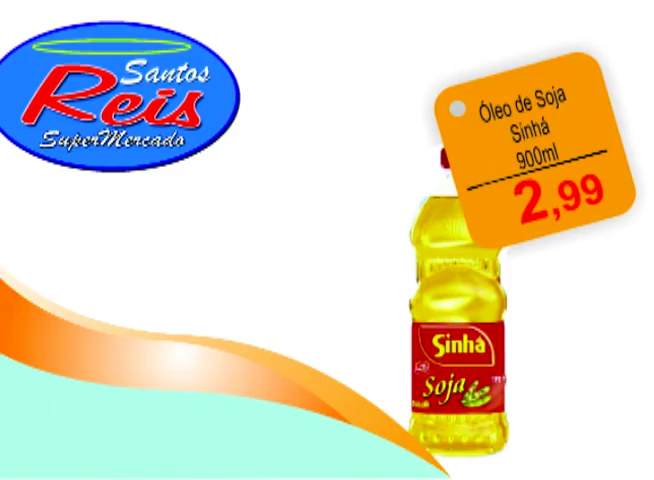 Santos
Reis
SuperMercado
Óleo de Soja
Sinhá
900ml
2,99
Sinhá
Soja